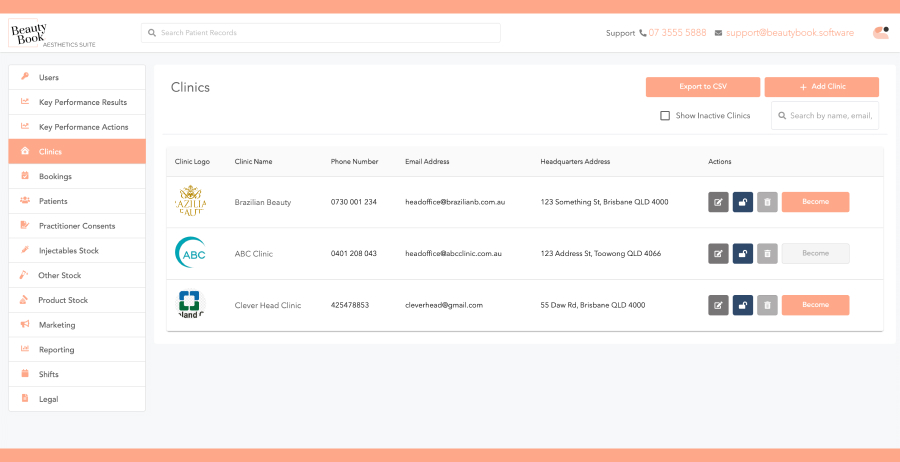 Beauty
Book
AESTHETICS SUITE
Search Patient Records
Support 07 3555 5888 support@beautybook.software
Users
Key Performance Results
Key Performance Actions
Clinics
Bookings
Patients
Practitioner Consents
Injectables Stock
Other Stock
Product Stock
Marketing
Reporting
Shifts
Legal
Clinics
Export to CSV
+ Add Clinic
Show Inactive Clinics
Search by name, email,
Clinic Logo Clinic Name Phone Number Email Address Headquarters Address Actions
Brazilian Beauty 0730 001 234 headoffice@brazilianb.com.au 123 Something St, Brisbane QLD 4000 Become
ABC ABC Clinic 0401 208 043 headoffice@abcclinic.com.au 123 Address St, Toowong QLD 4066 Become
Clever Head Clinic 425478853 cleverhead@gmail.com 55 Daw Rd, Brisbane QLD 4000 Become